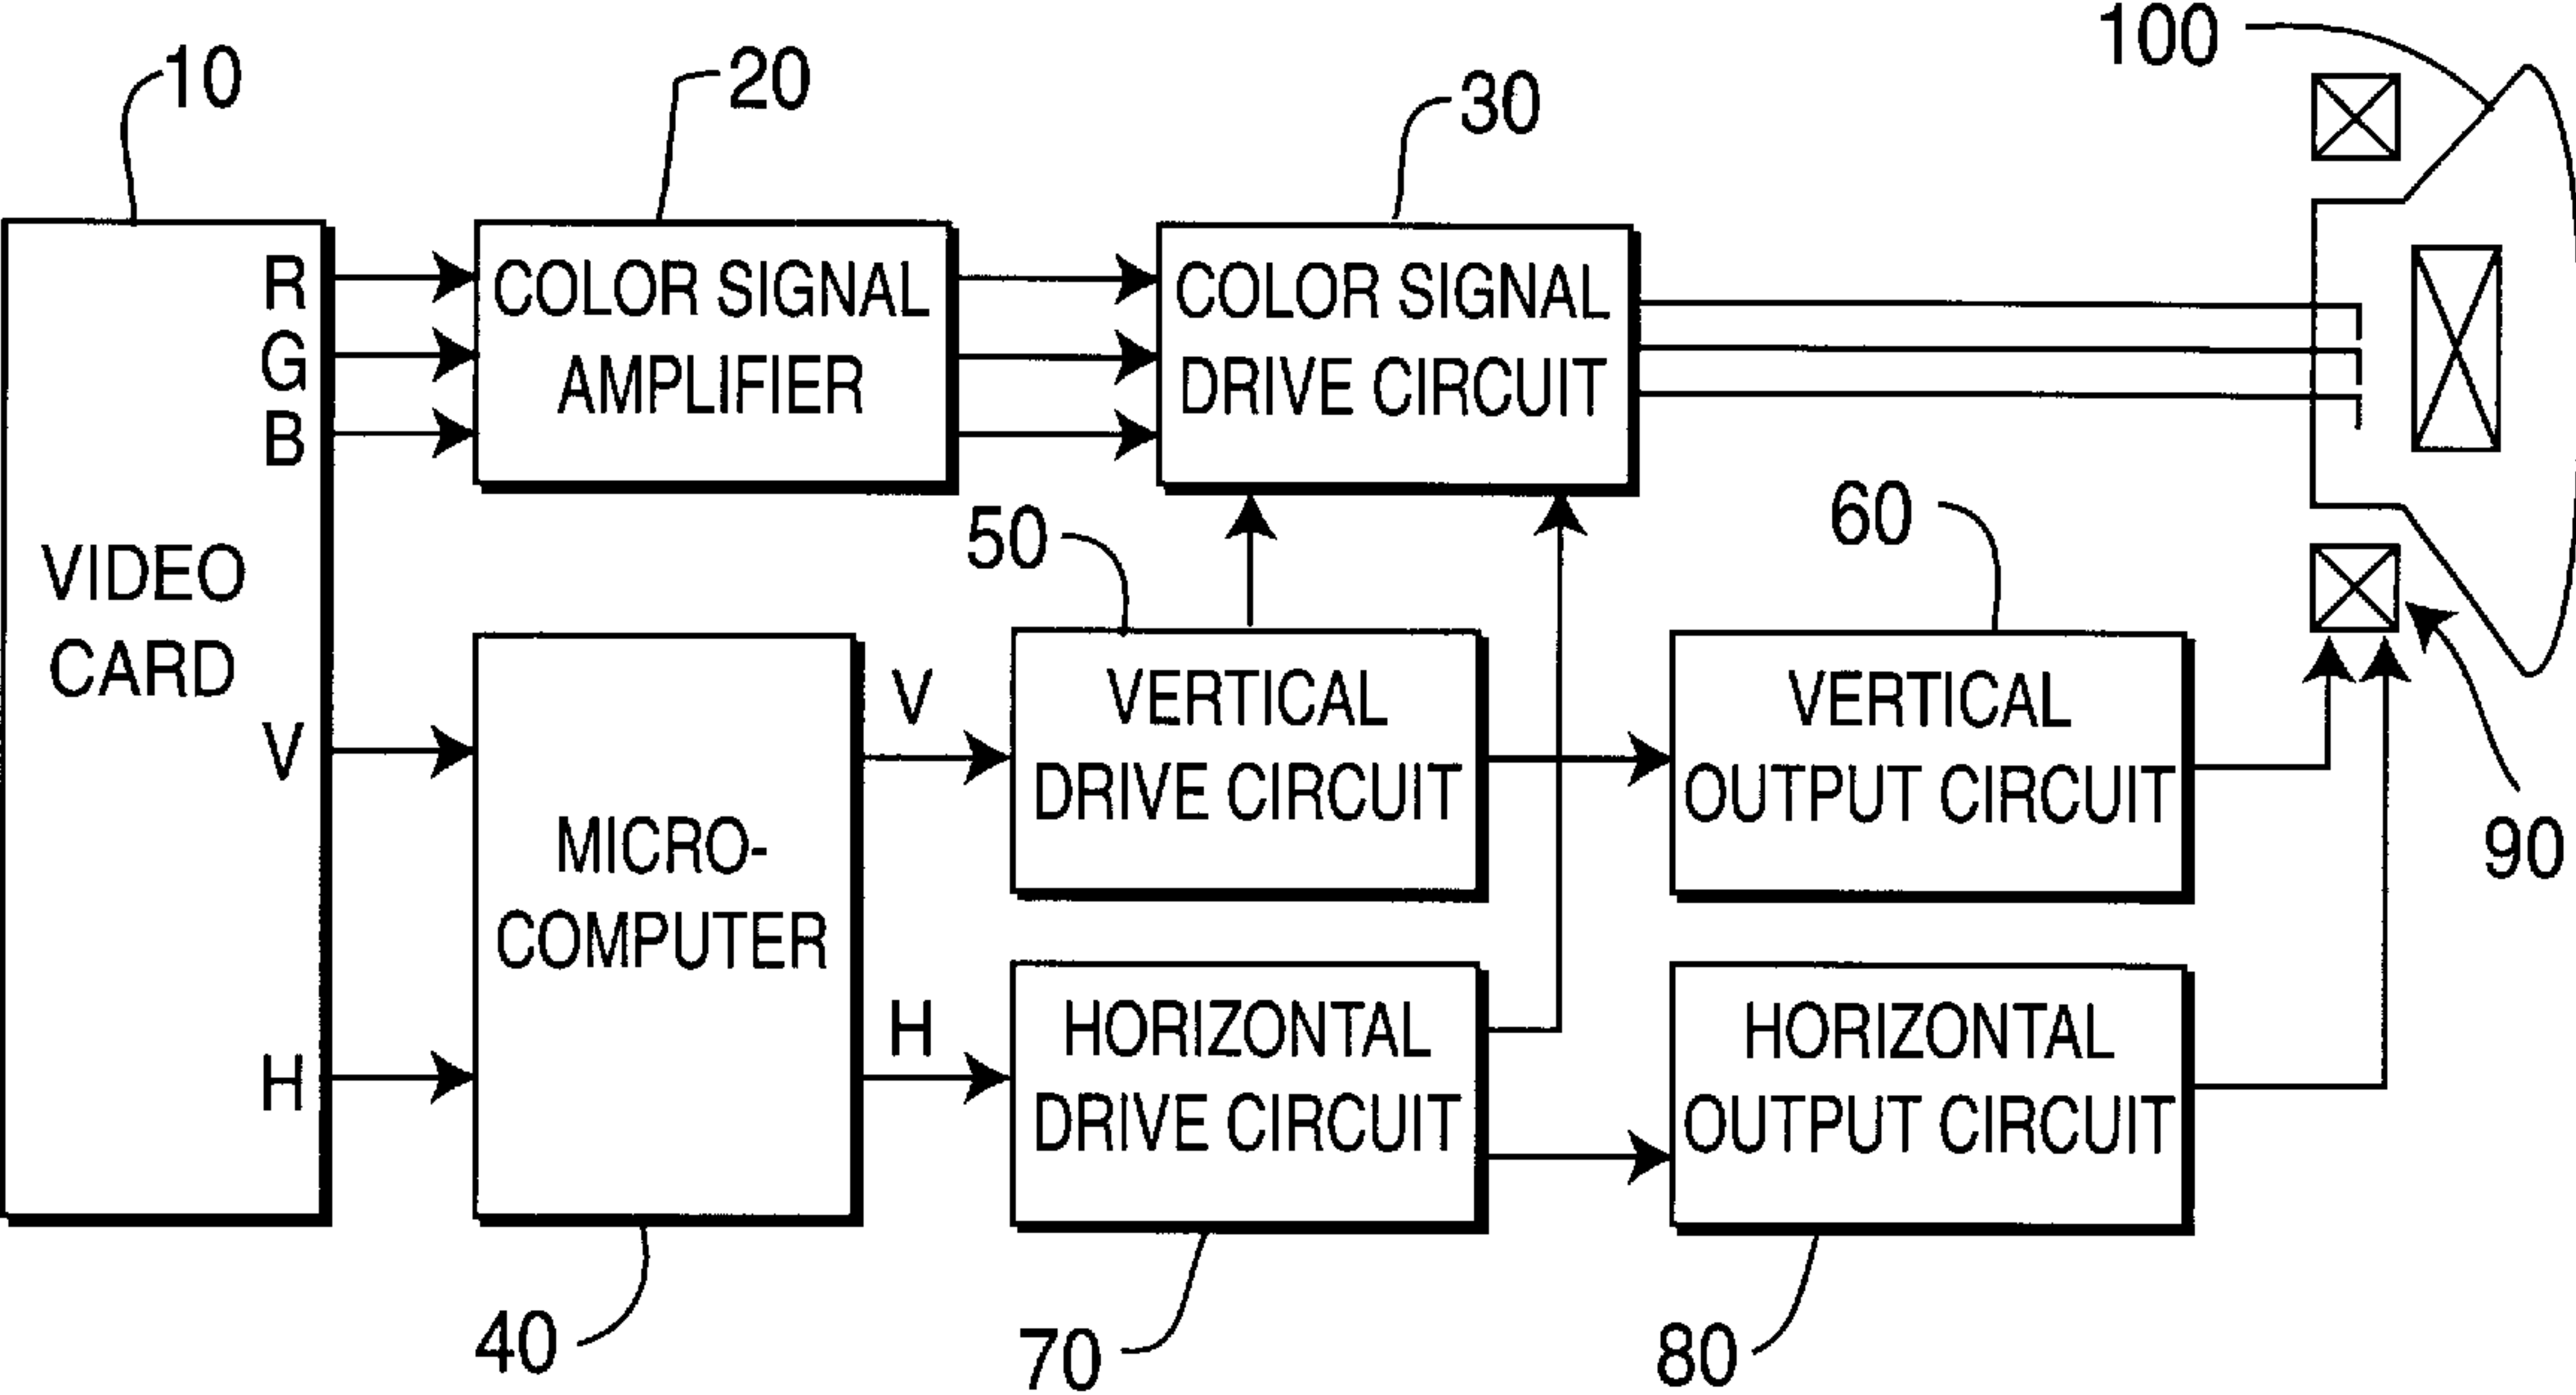 100
10
20
30
R
G
B
COLOR SIGNAL
AMPLIFIER
COLOR SIGNAL
DRIVE CIRCUIT
VIDEO
CARD
50
60
V
H
MICRO-
COMPUTER
V
H
VERTICAL
DRIVE CIRCUIT
VERTICAL
OUTPUT CIRCUIT
90
HORIZONTAL
DRIVE CIRCUIT
HORIZONTAL
OUTPUT CIRCUIT
40
70
80